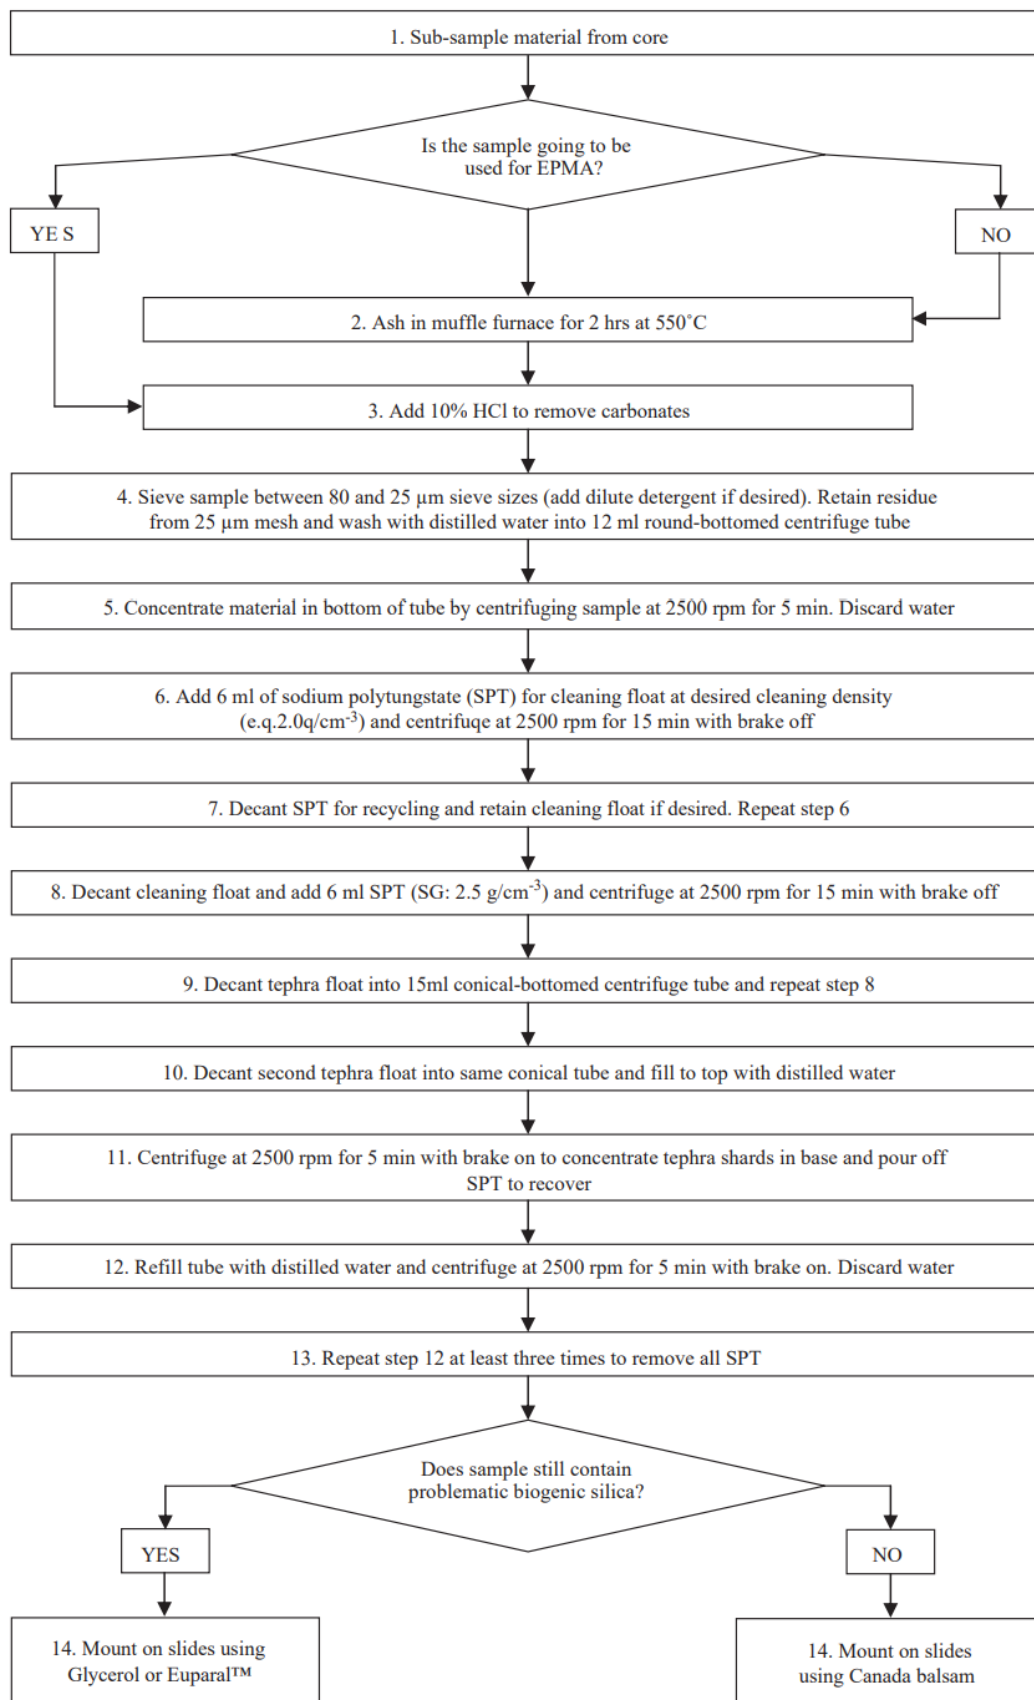 1. Sub-sample material from core
Is the sample going to be
used for EPMA?
YE S
NO
2. Ash in muffle furnace for 2 hrs at 550˚C
3. Add 10% HCl to remove carbonates
4. Sieve sample between 80 and 25 µm sieve sizes (add dilute detergent if desired). Retain residue
from 25 µm mesh and wash with distilled water into 12 ml round-bottomed centrifuge tube
5. Concentrate material in bottom of tube by centrifuging sample at 2500 rpm for 5 min. Discard water
6. Add 6 ml of sodium polytungstate (SPT) for cleaning float at desired cleaning density
(e.q.2.0q/cm⁻³) and centrifuqe at 2500 rpm for 15 min with brake off
7. Decant SPT for recycling and retain cleaning float if desired. Repeat step 6
8. Decant cleaning float and add 6 ml SPT (SG: 2.5 g/cm⁻³) and centrifuge at 2500 rpm for 15 min with brake off
9. Decant tephra float into 15ml conical-bottomed centrifuge tube and repeat step 8
10. Decant second tephra float into same conical tube and fill to top with distilled water
11. Centrifuge at 2500 rpm for 5 min with brake on to concentrate tephra shards in base and pour off
SPT to recover
12. Refill tube with distilled water and centrifuge at 2500 rpm for 5 min with brake on. Discard water
13. Repeat step 12 at least three times to remove all SPT
Does sample still contain
problematic biogenic silica?
YES
NO
14. Mount on slides using
Glycerol or Euparal™
14. Mount on slides
using Canada balsam